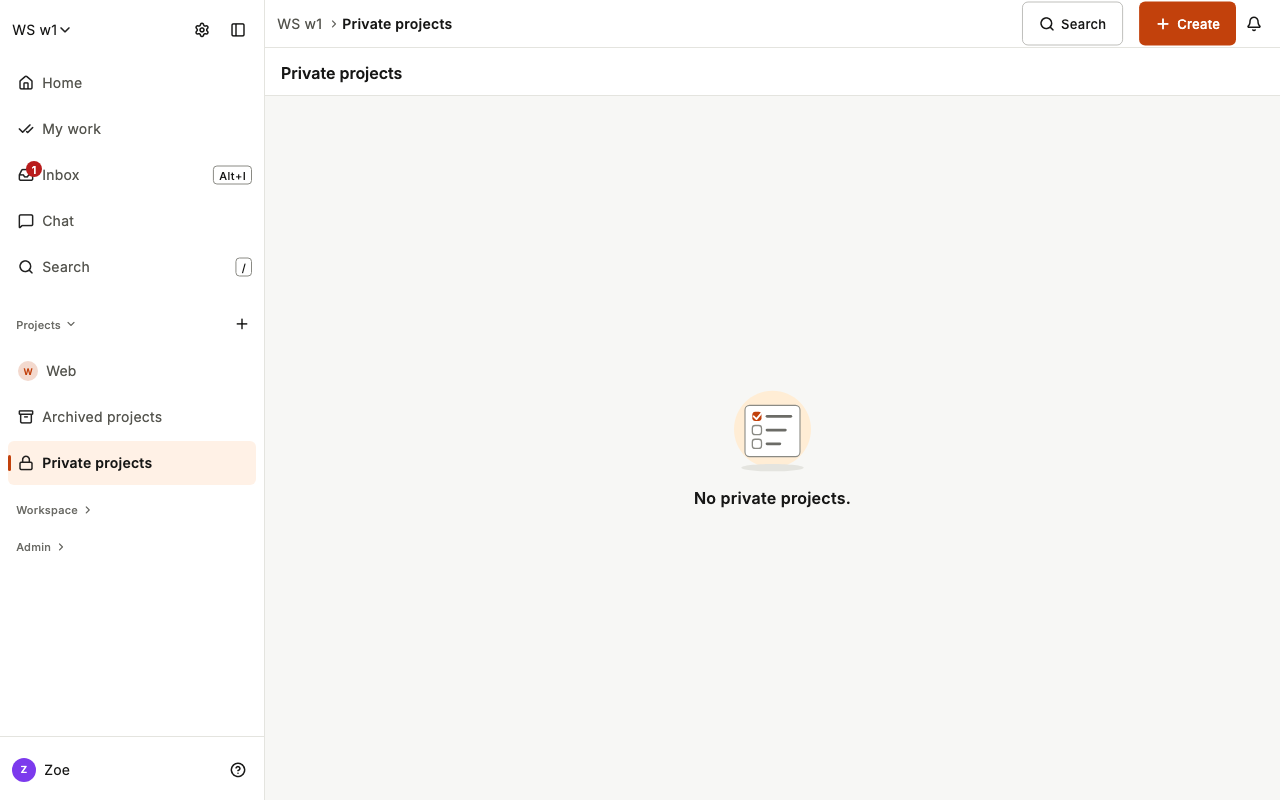 WS w1
Home
My work
1
Inbox
Alt+I
Chat
Search
/
Projects
W
Web
Archived projects
Private projects
Workspace
Admin
Z
Zoe
WS w1 > Private projects
Search
Create
Private projects
No private projects.